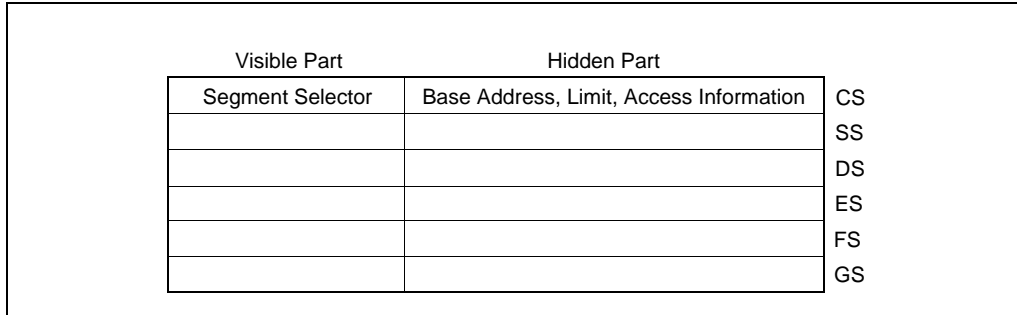 Visible Part Hidden Part
Segment Selector Base Address, Limit, Access Information CS
SS
DS
ES
FS
GS